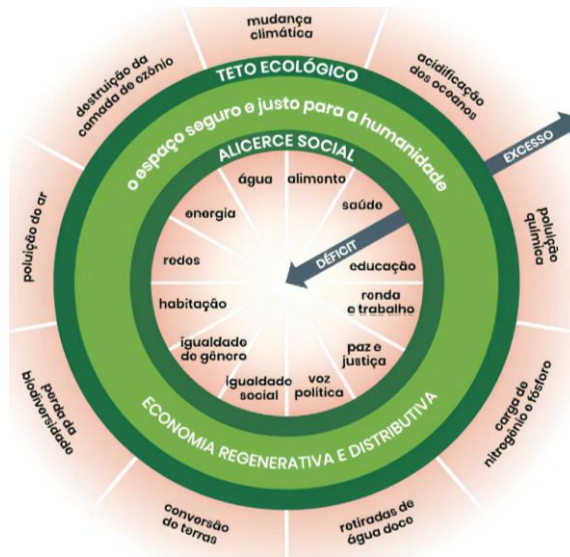 mudança
climática
acidificação
dos oceanos
EXCESSO
poluição
química
carga de
nitrogênio e fósforo
retiradas de
água doce
conversão
de terras
perda da
biodiversidade
poluição do ar
destruição da
camada de ozônio
TETO ECOLÓGICO
o espaço seguro e justo para a humanidade
ALICERCE SOCIAL
água
alimento
saúde
DÉFICIT
educação
renda
e trabalho
paz e
justiça
voz
política
igualdade
social
igualdade
de gênero
habitação
redes
energia
ECONOMIA REGENERATIVA E DISTRIBUTIVA